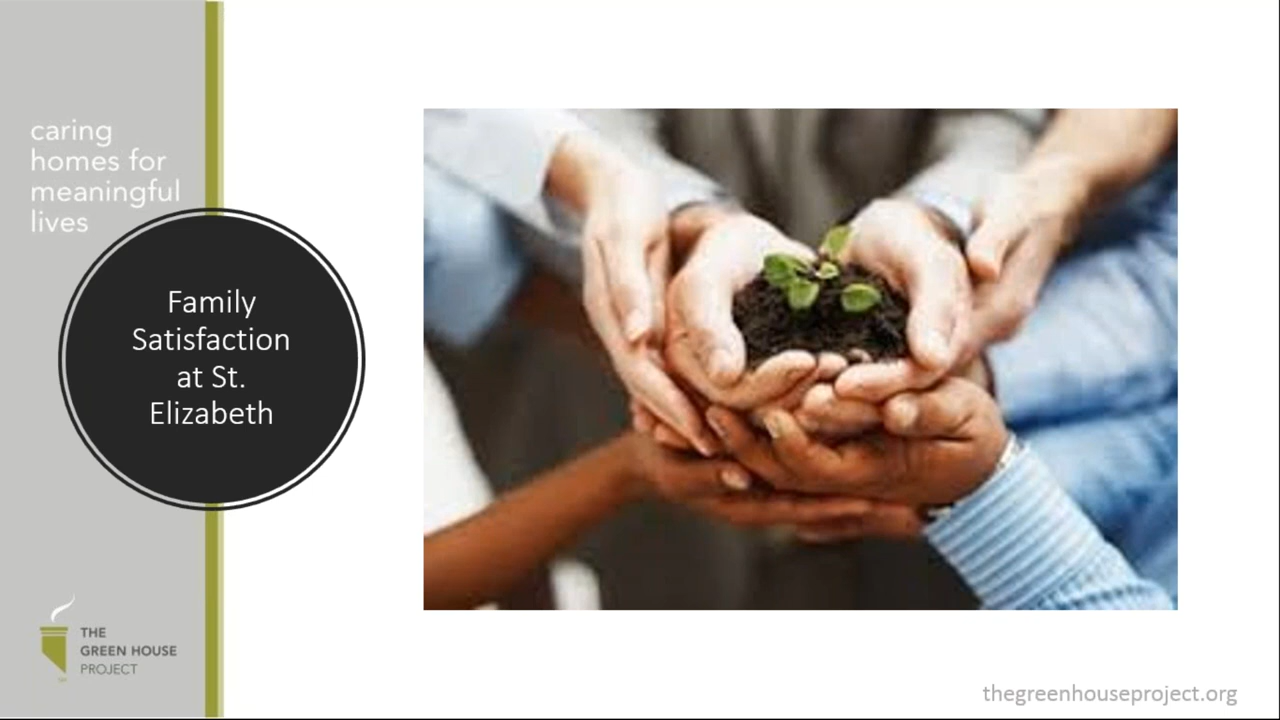 caring
homes for
meaningful
lives
Family
Satisfaction
at St.
Elizabeth
THE
GREEN HOUSE
PROJECT
thegreenhouseproject.org